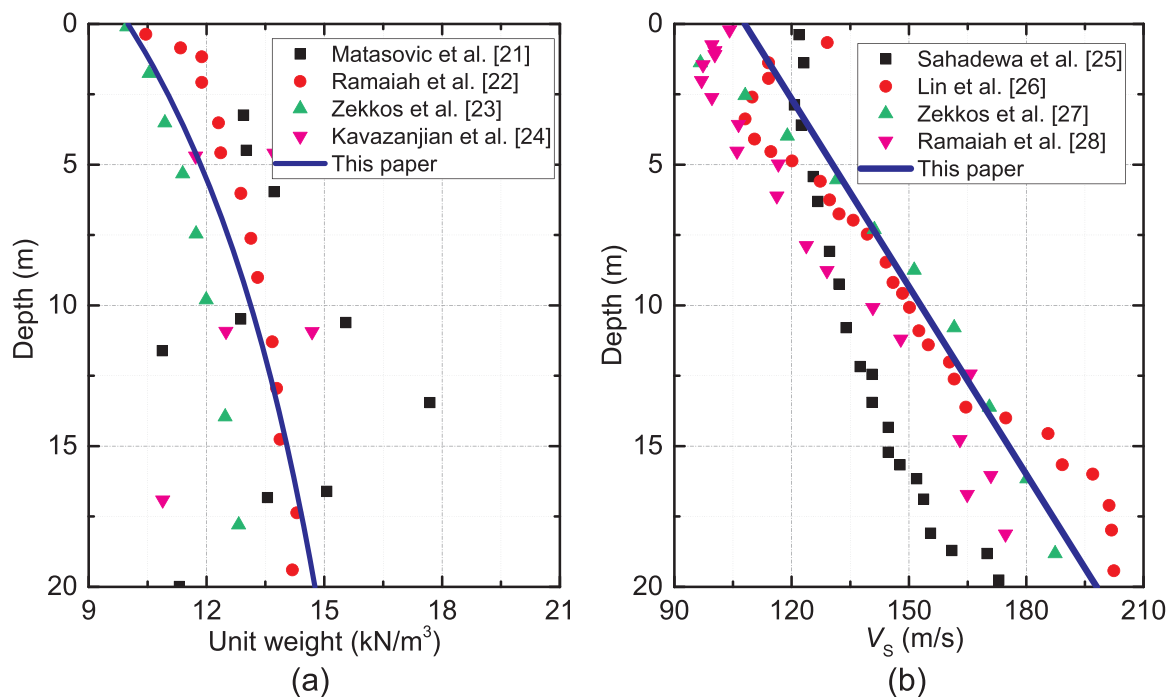 0
5
10
15
20
Depth (m)
9 12 15 18 21
Unit weight (kN/m³)
Matasovic et al. [21]
Ramaiah et al. [22]
Zekkos et al. [23]
Kavazanjian et al. [24]
This paper
(a)
0
5
10
15
20
Depth (m)
90 120 150 180 210
Vₛ (m/s)
Sahadewa et al. [25]
Lin et al. [26]
Zekkos et al. [27]
Ramaiah et al. [28]
This paper
(b)